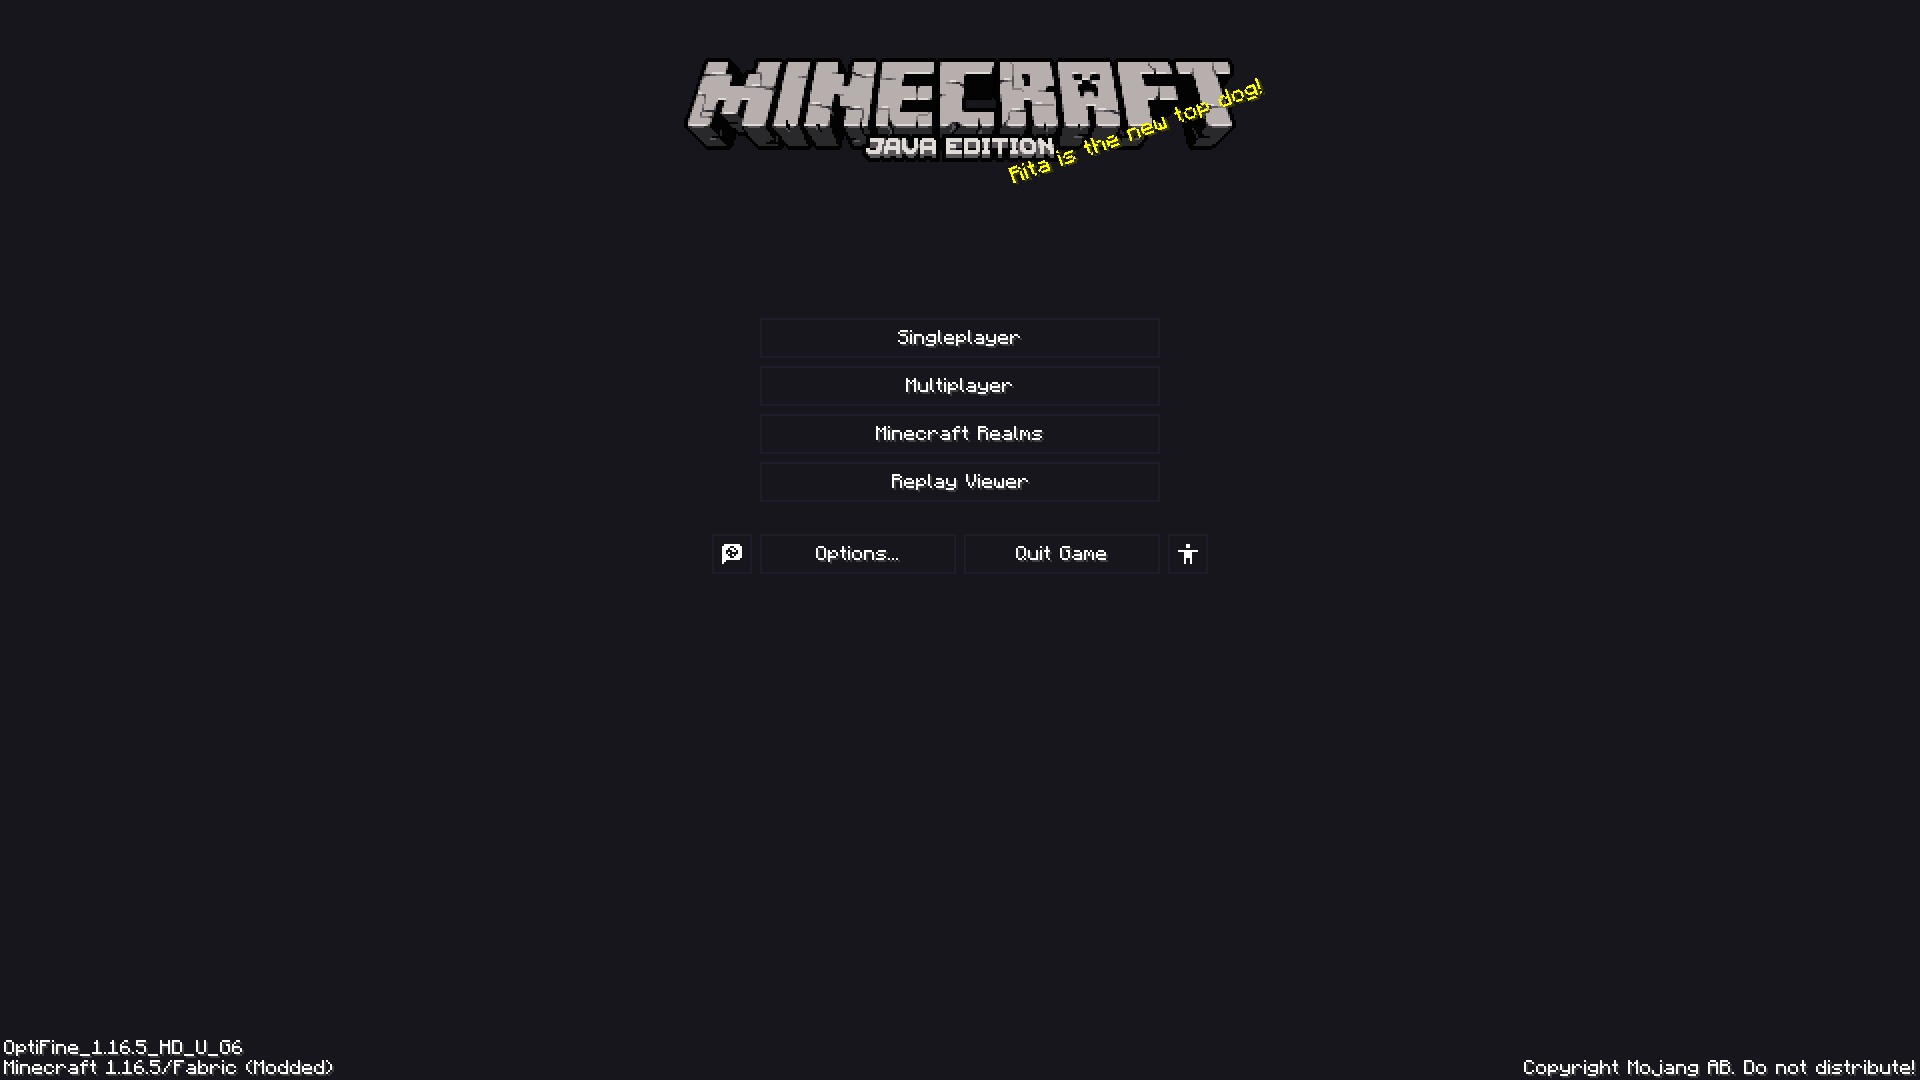 MINECRAFT
JAVA EDITION
Rita is the new top dog!
Singleplayer
Multiplayer
Minecraft Realms
Replay Viewer
Options...
Quit Game
OptiFine_1.16.5_HD_U_G6
Minecraft 1.16.5/Fabric (Modded)
Copyright Mojang AB. Do not distribute!